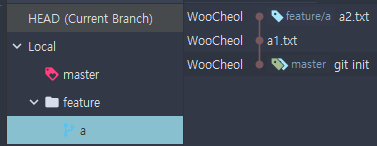 HEAD (Current Branch)
Local
master
feature
a
WooCheol feature/a a2.txt
WooCheol a1.txt
WooCheol master git init